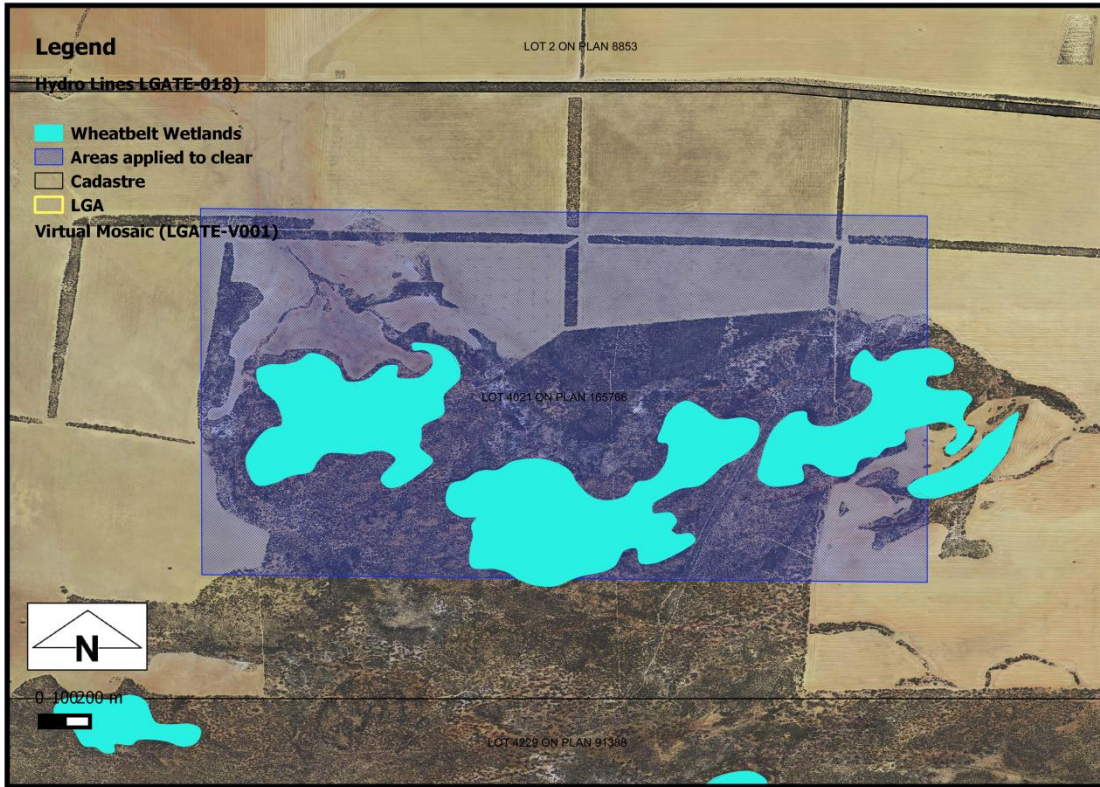 LOT 2 ON PLAN 8853
Legend
Hydro Lines LGATE-018)
Wheatbelt Wetlands
Areas applied to clear
Cadastre
LGA
Virtual Mosaic (LGATE-V001)
LOT 4021 ON PLAN 165766
N
0 100200 m
LOT 4229 ON PLAN 91388